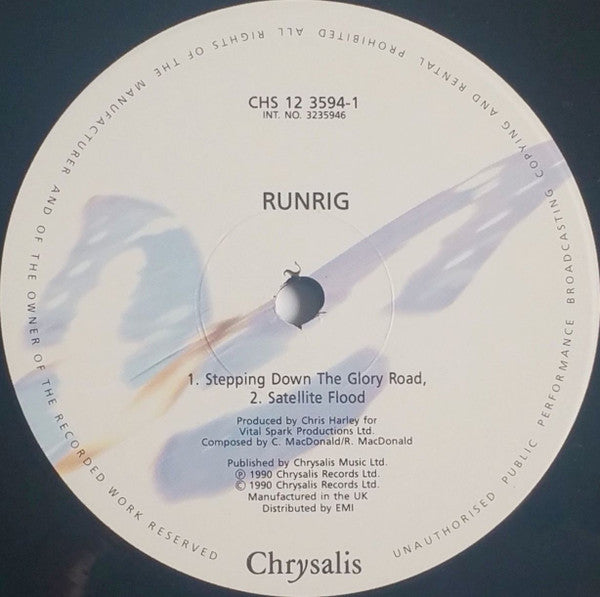 CHS 12 3594-1
INT. NO. 3235946
RUNRIG
1. Stepping Down The Glory Road,
2. Satellite Flood
Produced by Chris Harley for
Vital Spark Productions Ltd.
Composed by C. MacDonald/R. MacDonald
Published by Chrysalis Music Ltd.
℗ 1990 Chrysalis Records Ltd.
© 1990 Chrysalis Records Ltd.
Manufactured in the UK
Distributed by EMI
Chrysalis
ALL RIGHTS OF THE MANUFACTURER AND OF THE OWNER OF THE RECORDED WORK RESERVED UNAUTHORISED PUBLIC PERFORMANCE BROADCASTING COPYING AND RENTAL PROHIBITED